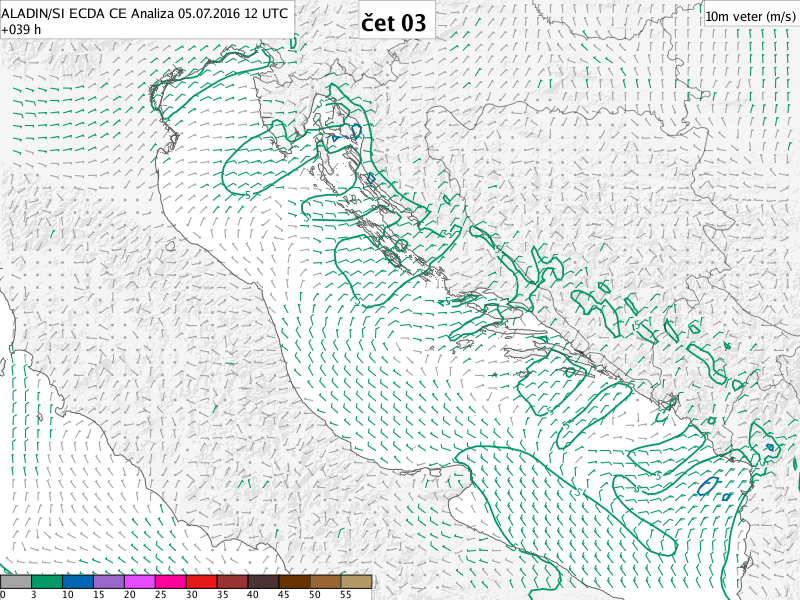 ALADIN/SI ECDA CE Analiza 05.07.2016 12 UTC
+039 h
čet 03
10m veter (m/s)
0 3 10 15 20 25 30 35 40 45 50 55